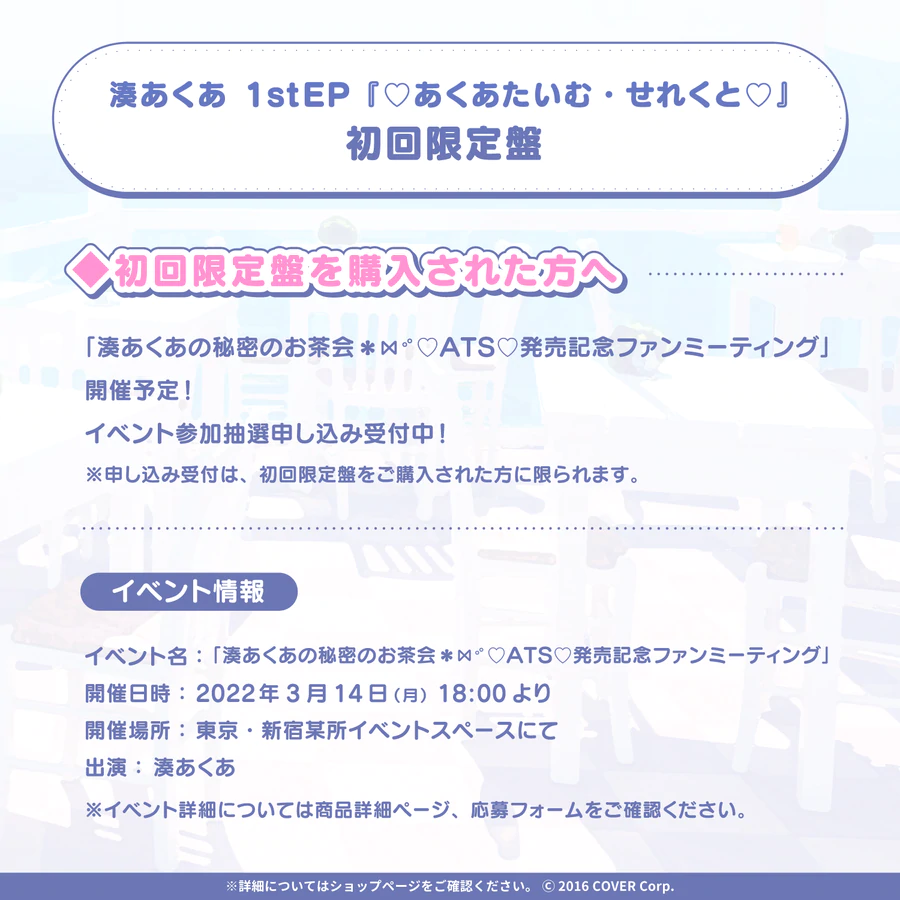 湊あくあ 1stEP『♡あくあたいむ・せれくと♡』
初回限定盤
◆初回限定盤を購入された方へ
「湊あくあの秘密のお茶会＊⋈˚♡ATS♡発売記念ファンミーティング」
開催予定！
イベント参加抽選申し込み受付中！
※申し込み受付は、初回限定盤をご購入された方に限られます。
イベント情報
イベント名：「湊あくあの秘密のお茶会＊⋈˚♡ATS♡発売記念ファンミーティング」
開催日時：2022年3月14日（月）18:00より
開催場所：東京・新宿某所イベントスペースにて
出演：湊あくあ
※イベント詳細については商品詳細ページ、応募フォームをご確認ください。
※詳細についてはショップページをご確認ください。 © 2016 COVER Corp.